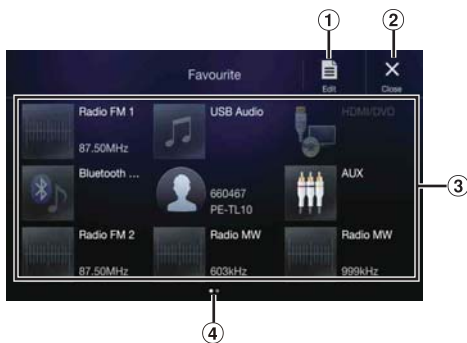 ① ②
Favourite
Edit
Close
Radio FM 1
87.50MHz
USB Audio
HDMI/DVD
Bluetooth ...
660467
PE-TL10
AUX
③
Radio FM 2
87.50MHz
Radio MW
603kHz
Radio MW
999kHz
④